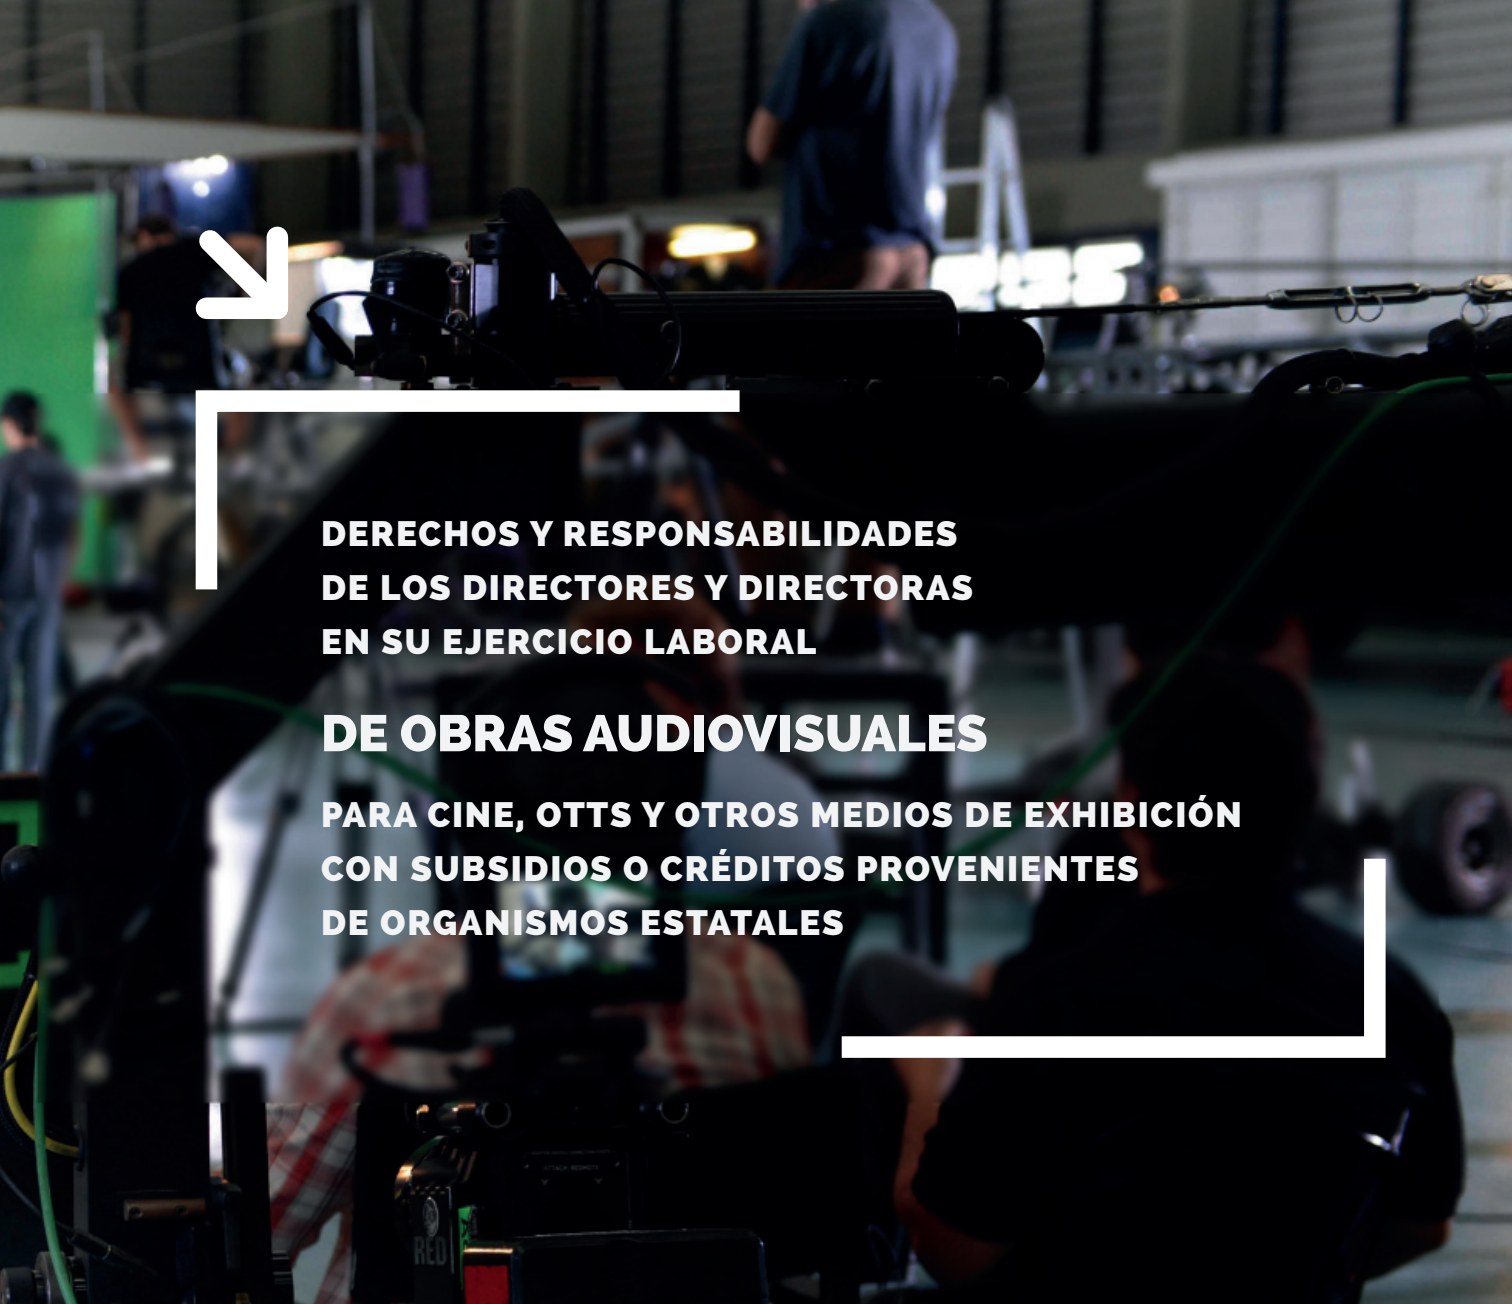 DERECHOS Y RESPONSABILIDADES
DE LOS DIRECTORES Y DIRECTORAS
EN SU EJERCICIO LABORAL
DE OBRAS AUDIOVISUALES
PARA CINE, OTTS Y OTROS MEDIOS DE EXHIBICIÓN
CON SUBSIDIOS O CRÉDITOS PROVENIENTES
DE ORGANISMOS ESTATALES
RED